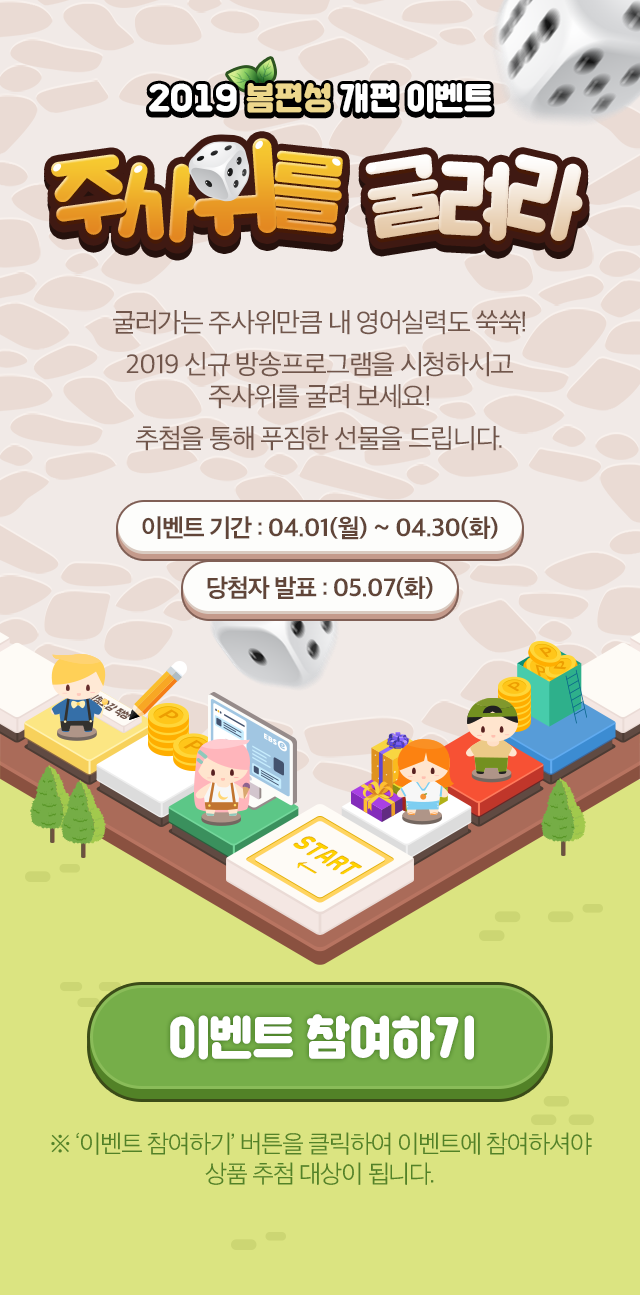 2019 봄편성 개편 이벤트
주사위를 굴려라
굴러가는 주사위만큼 내 영어실력도 쑥쑥!
2019 신규 방송프로그램을 시청하시고
주사위를 굴려 보세요!
추첨을 통해 푸짐한 선물을 드립니다.
이벤트 기간 : 04.01(월) ~ 04.30(화)
당첨자 발표 : 05.07(화)
P
P
P
P
EBS
START
←
이벤트 참여하기
※ ‘이벤트 참여하기’ 버튼을 클릭하여 이벤트에 참여하셔야
상품 추첨 대상이 됩니다.